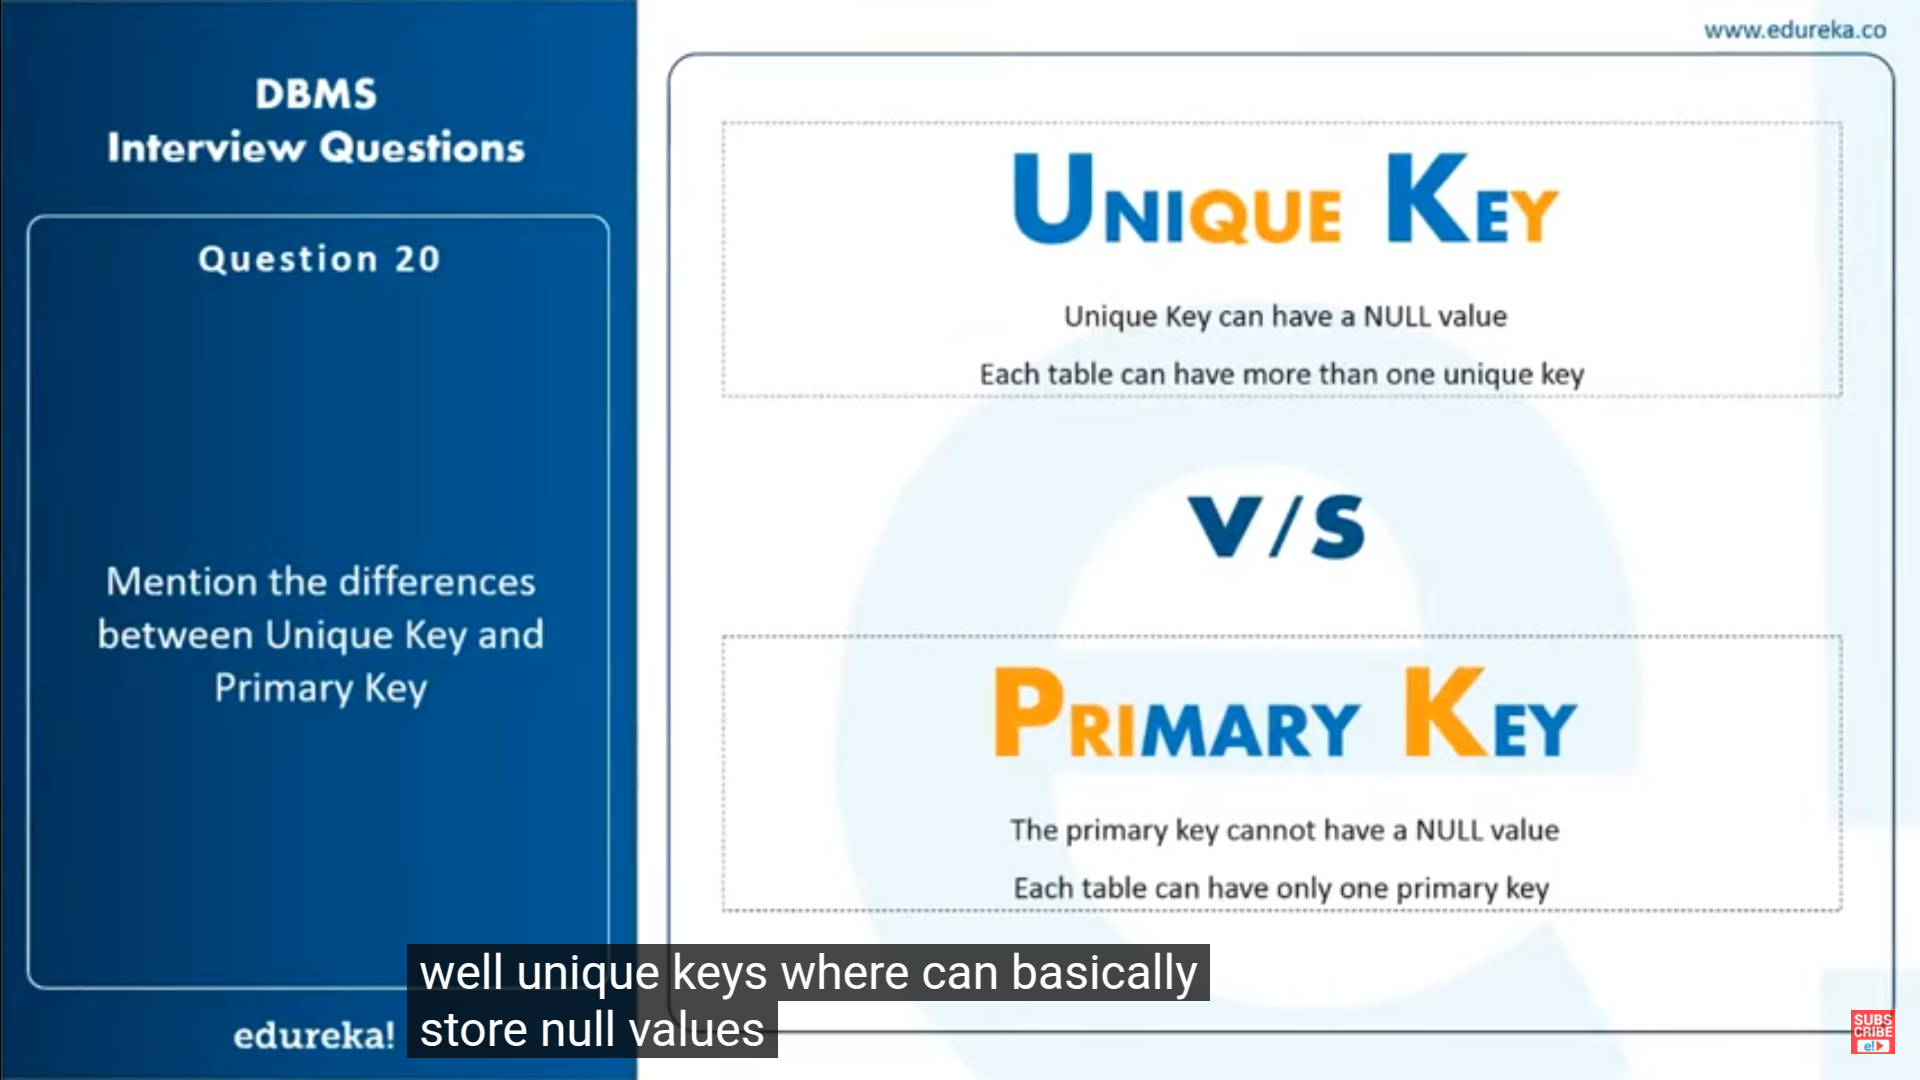 www.edureka.co
DBMS
Interview Questions
Question 20
Mention the differences
between Unique Key and
Primary Key
UNIQUE KEY
Unique Key can have a NULL value
Each table can have more than one unique key
V/S
PRIMARY KEY
The primary key cannot have a NULL value
Each table can have only one primary key
well unique keys where can basically
store null values
edureka!
SUBS
CRIBE
e!